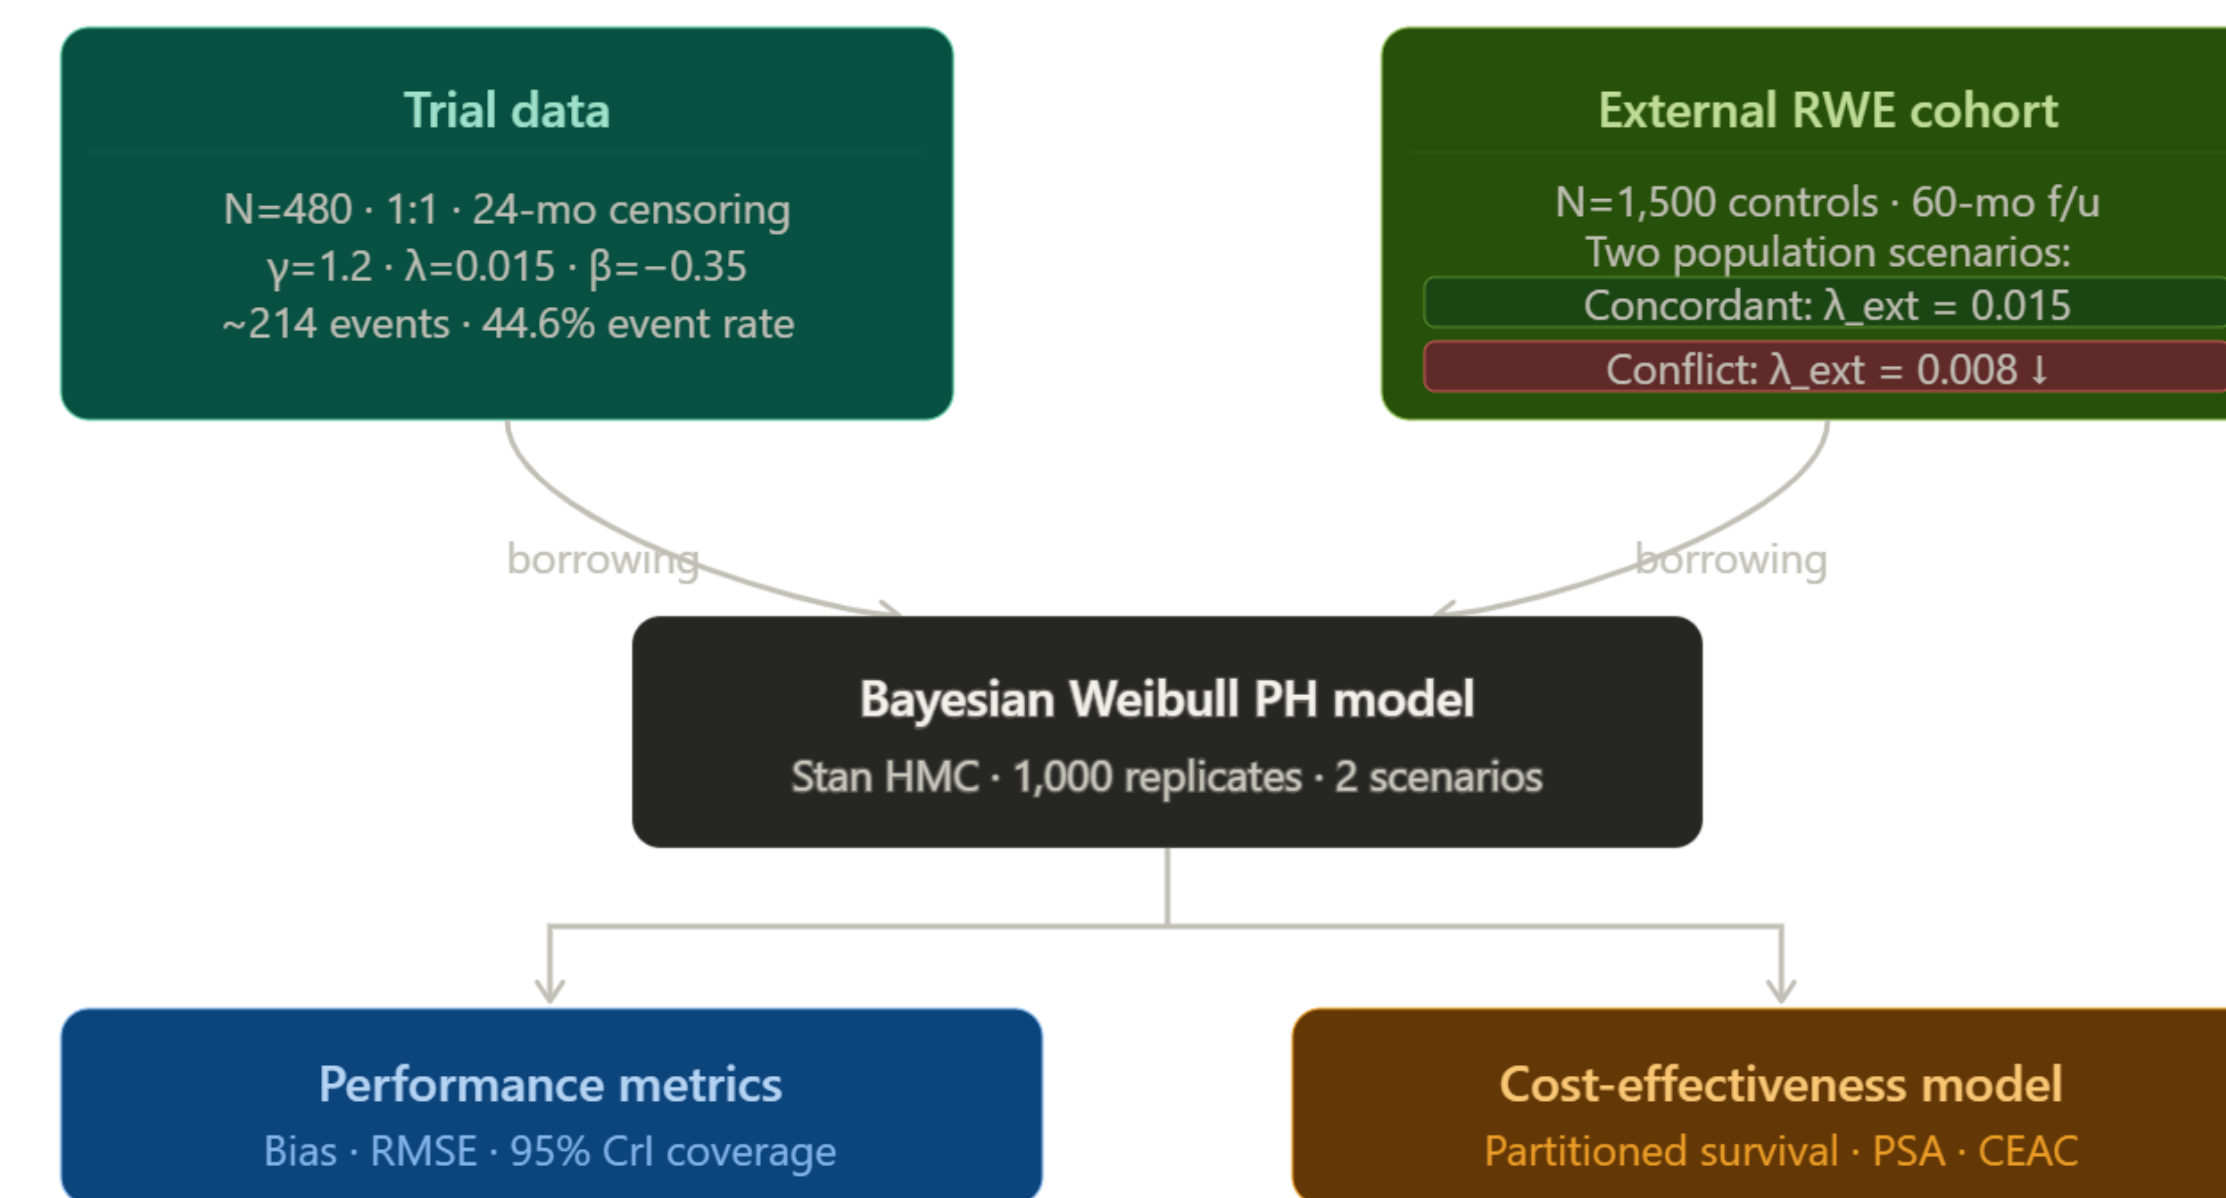 Trial data
N=480 · 1:1 · 24-mo censoring
γ=1.2 · λ=0.015 · β=−0.35
~214 events · 44.6% event rate
External RWE cohort
N=1,500 controls · 60-mo f/u
Two population scenarios:
Concordant: λ_ext = 0.015
Conflict: λ_ext = 0.008 ↓
borrowing
borrowing
Bayesian Weibull PH model
Stan HMC · 1,000 replicates · 2 scenarios
Performance metrics
Bias · RMSE · 95% CrI coverage
Cost-effectiveness model
Partitioned survival · PSA · CEAC